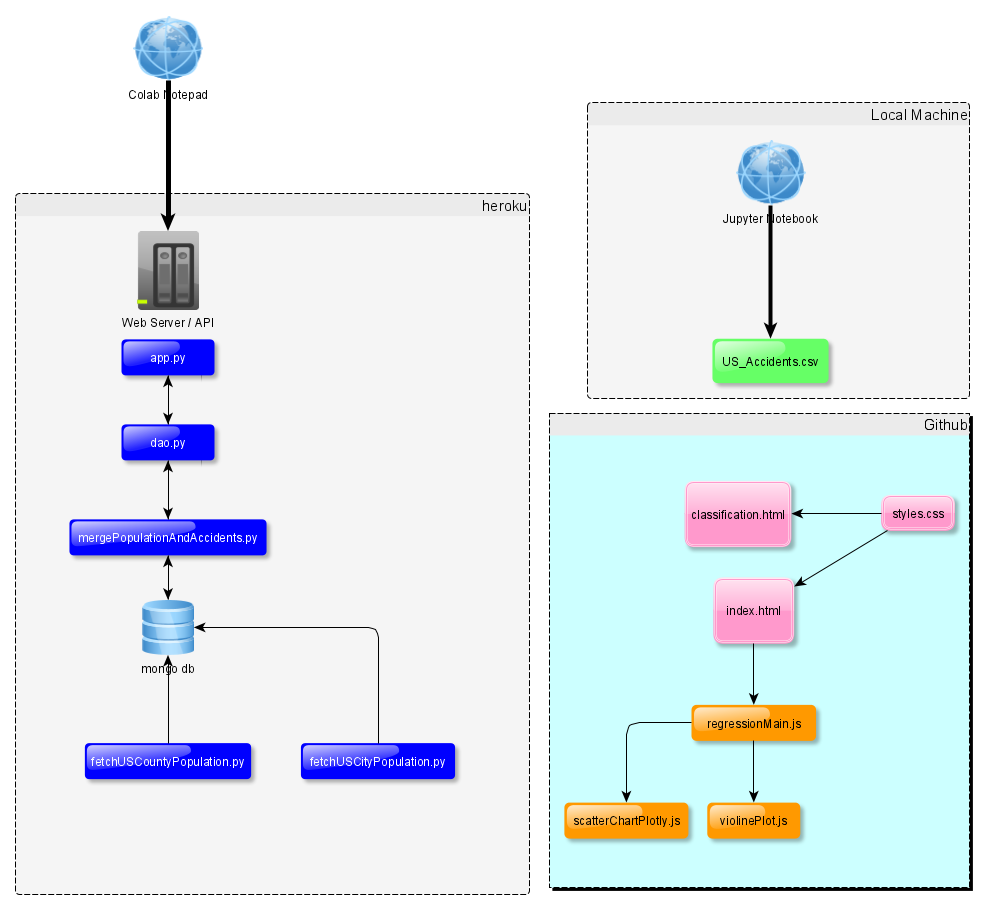 Colab Notepad
heroku
Web Server / API
app.py
dao.py
mergePopulationAndAccidents.py
mongo db
fetchUSCountyPopulation.py
fetchUSCityPopulation.py
Local Machine
Jupyter Notebook
US_Accidents.csv
Github
classification.html
styles.css
index.html
regressionMain.js
scatterChartPlotly.js
violinePlot.js